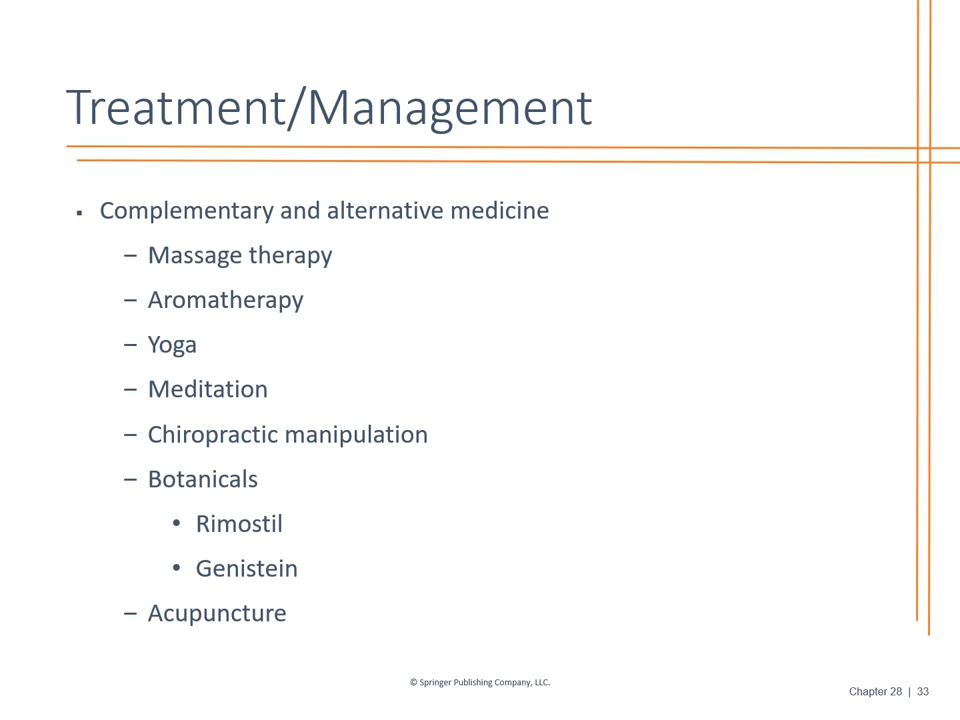 Treatment/Management
▪ Complementary and alternative medicine
– Massage therapy
– Aromatherapy
– Yoga
– Meditation
– Chiropractic manipulation
– Botanicals
• Rimostil
• Genistein
– Acupuncture
© Springer Publishing Company, LLC.
Chapter 28 | 33